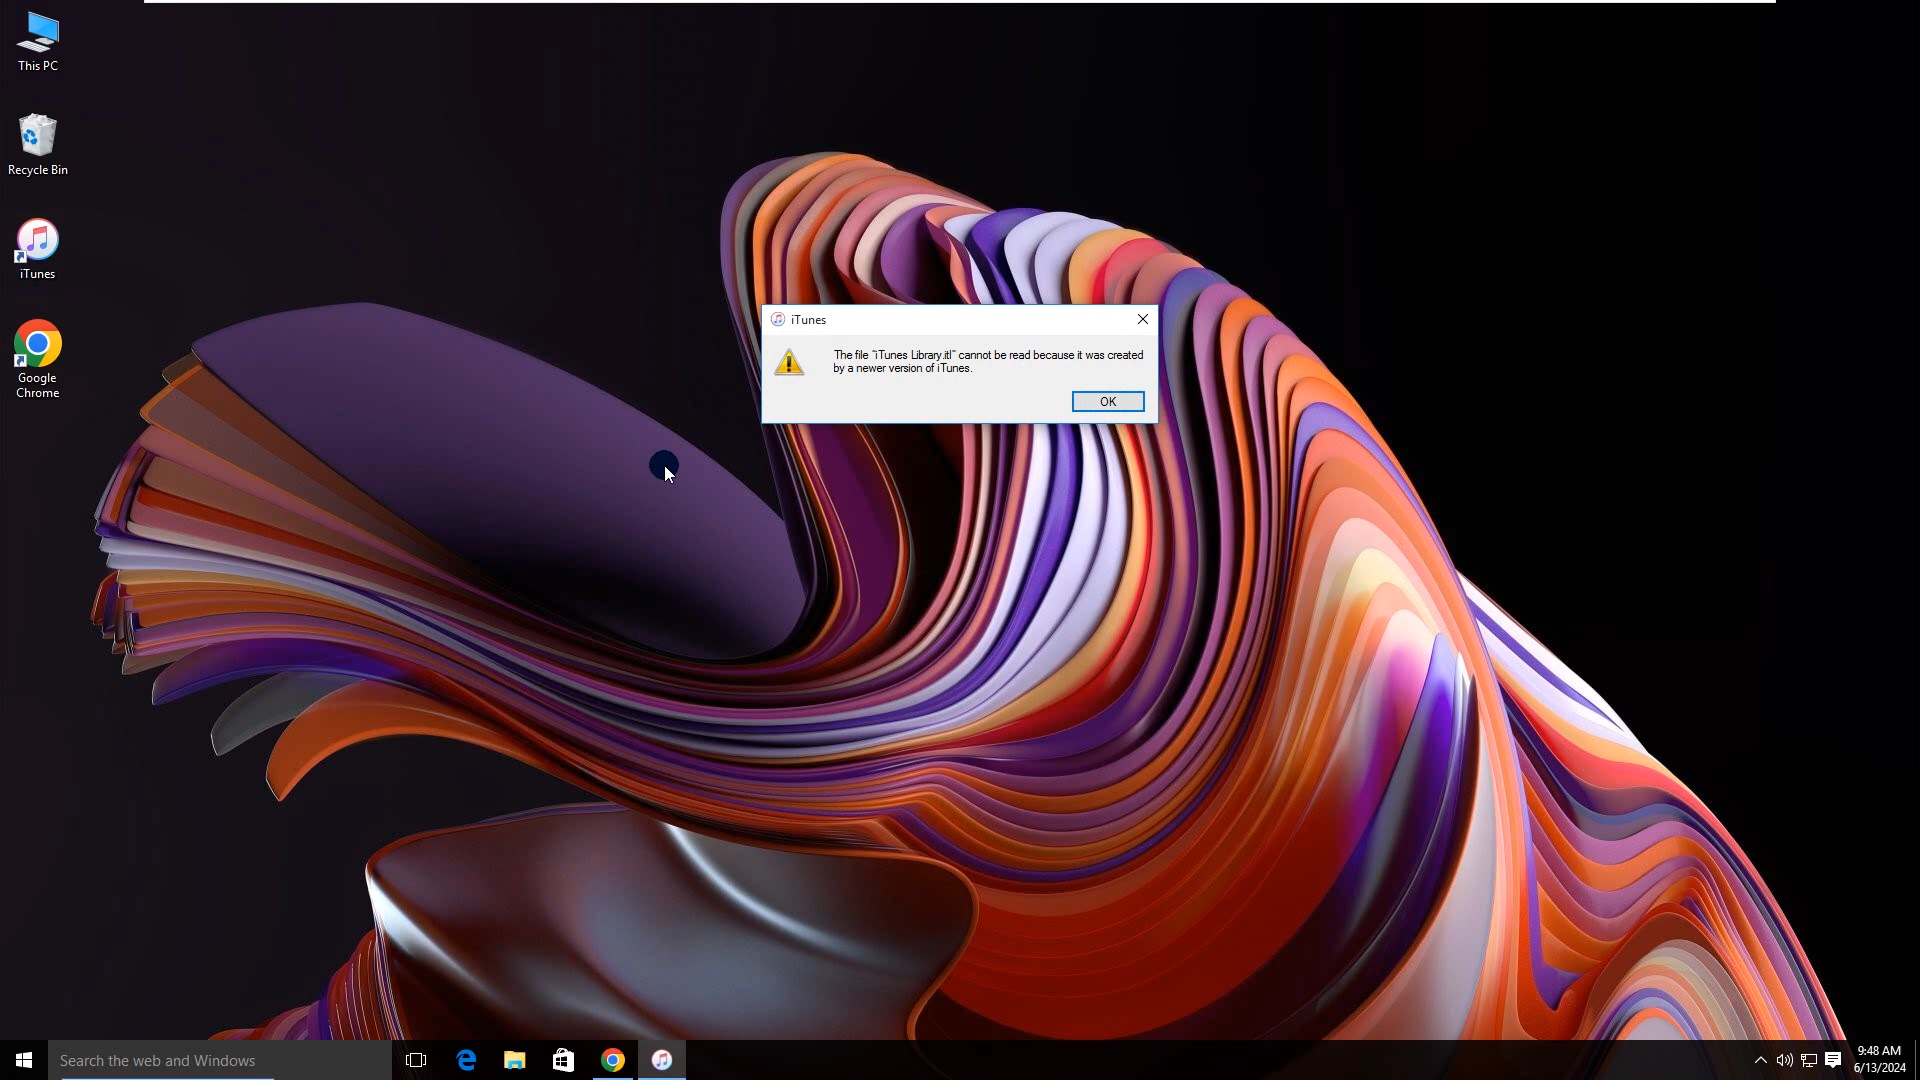 This PC
Recycle Bin
iTunes
Google
Chrome
iTunes
The file "iTunes Library.itl" cannot be read because it was created
by a newer version of iTunes.
OK
Search the web and Windows
9:48 AM
6/13/2024